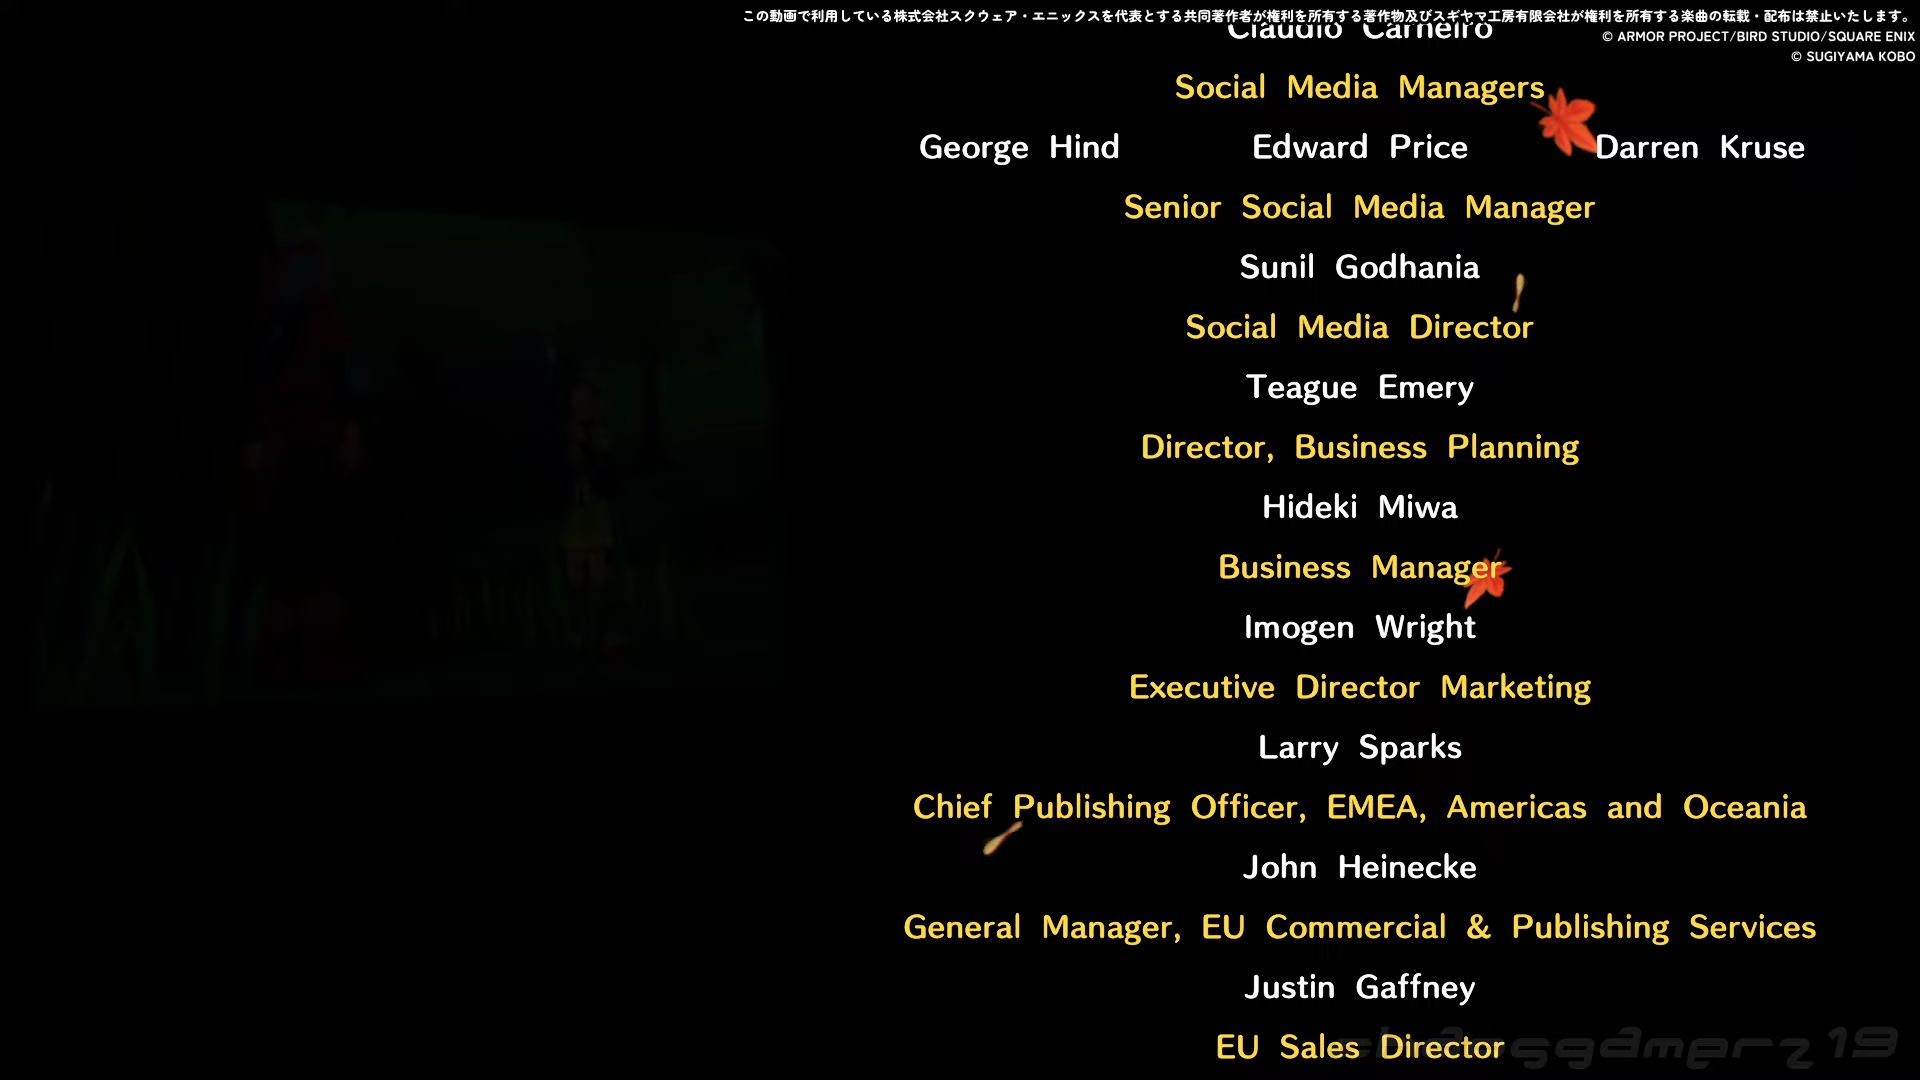 この動画で利用している株式会社スクウェア・エニックスを代表とする共同著作者が権利を所有する著作物及びスギヤマ工房有限会社が権利を所有する楽曲の転載・配布は禁止いたします。
© ARMOR PROJECT/BIRD STUDIO/SQUARE ENIX
© SUGIYAMA KOBO
Claudio Carneiro
Social Media Managers
George Hind Edward Price Darren Kruse
Senior Social Media Manager
Sunil Godhania
Social Media Director
Teague Emery
Director, Business Planning
Hideki Miwa
Business Manager
Imogen Wright
Executive Director Marketing
Larry Sparks
Chief Publishing Officer, EMEA, Americas and Oceania
John Heinecke
General Manager, EU Commercial & Publishing Services
Justin Gaffney
EU Sales Director